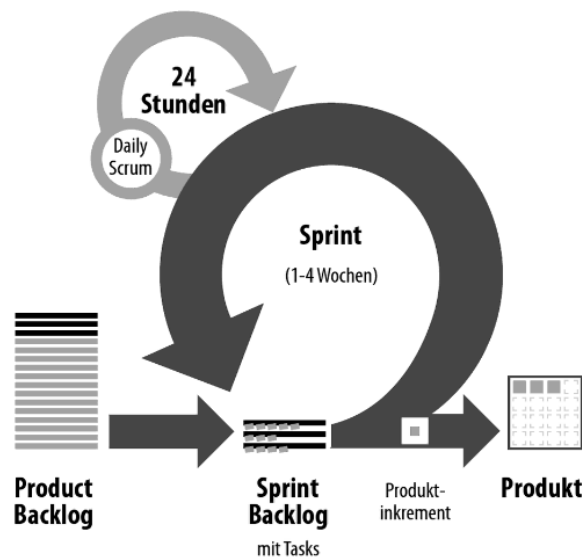 24
Stunden
Daily
Scrum
Sprint
(1-4 Wochen)
Product
Backlog
Sprint
Backlog
mit Tasks
Produkt-
inkrement
Produkt